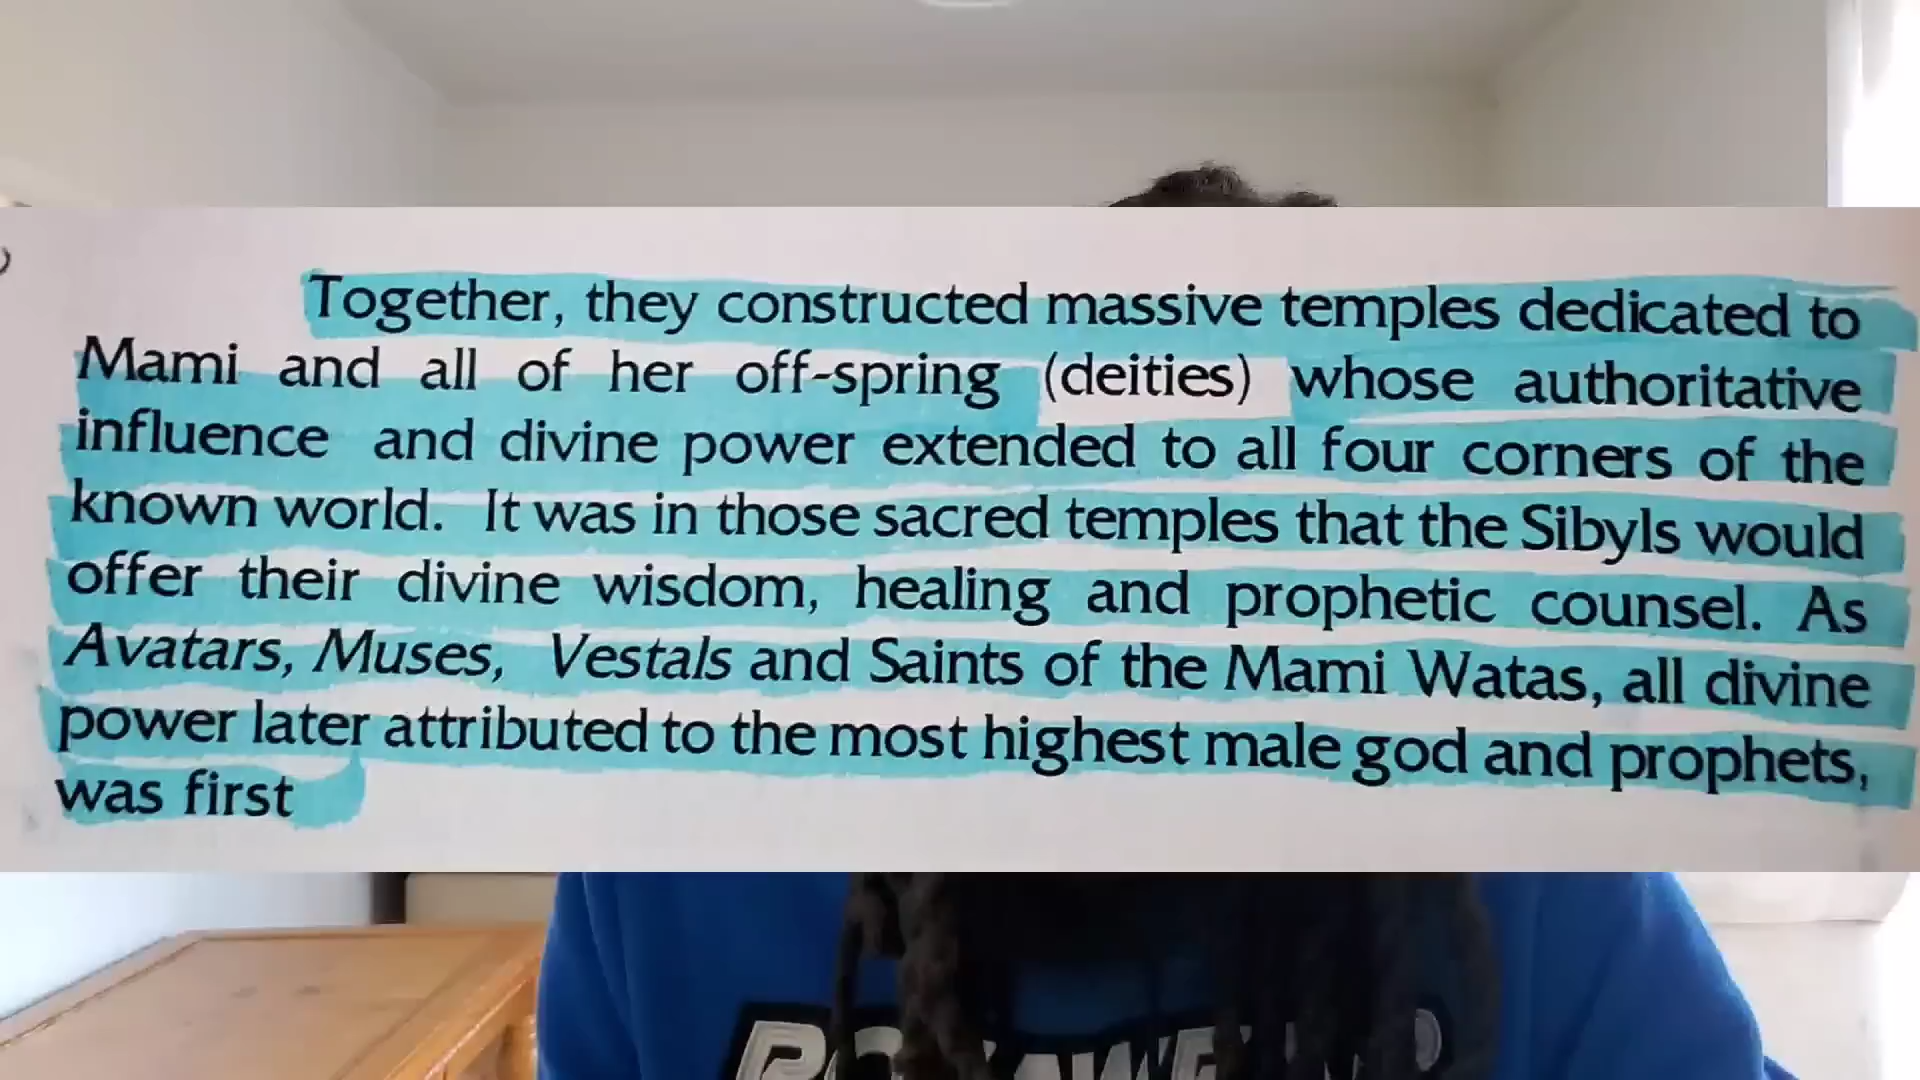 Together, they constructed massive temples dedicated to
Mami and all of her off-spring (deities) whose authoritative
influence and divine power extended to all four corners of the
known world. It was in those sacred temples that the Sibyls would
offer their divine wisdom, healing and prophetic counsel. As
Avatars, Muses, Vestals and Saints of the Mami Watas, all divine
power later attributed to the most highest male god and prophets,
was first